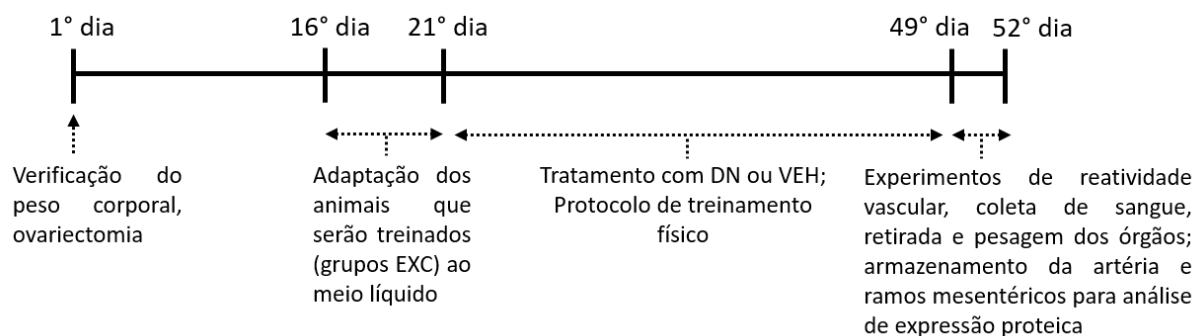 1° dia
16° dia
21° dia
49° dia
52° dia
Verificação do
peso corporal,
ovariectomia
Adaptação dos
animais que
serão treinados
(grupos EXC) ao
meio líquido
Tratamento com DN ou VEH;
Protocolo de treinamento
físico
Experimentos de reatividade
vascular, coleta de sangue,
retirada e pesagem dos órgãos;
armazenamento da artéria e
ramos mesentéricos para análise
de expressão proteica